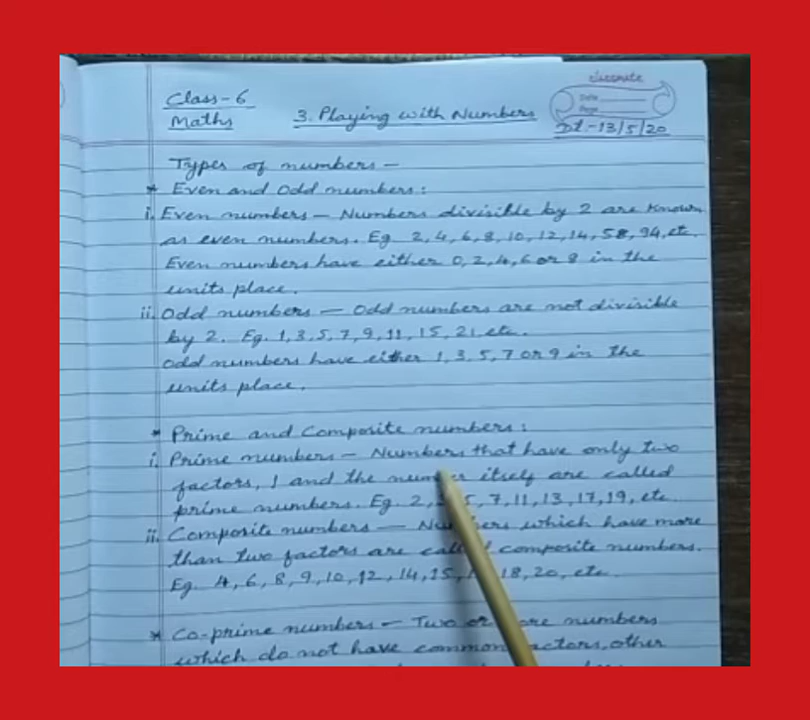 classmate
Date
Page
Class-6
Maths
3. Playing with Numbers
Dt.-13/5/20
Types of numbers –
* Even and Odd numbers:
i. Even numbers – Numbers divisible by 2 are known
as even numbers. Eg. 2, 4, 6, 8, 10, 12, 14, 58, 94, etc.
Even numbers have either 0, 2, 4, 6 or 8 in the
units place.
ii. Odd numbers – Odd numbers are not divisible
by 2. Eg. 1, 3, 5, 7, 9, 11, 15, 21, etc.
Odd numbers have either 1, 3, 5, 7 or 9 in the
units place.
* Prime and Composite numbers:
i. Prime numbers – Numbers that have only two
factors, 1 and the itself are called
prime numbers. Eg. 2, 5, 7, 11, 13, 17, 19, etc.
ii. Composite numbers – which have more
than two factors are composite numbers.
Eg. 4, 6, 8, 9, 10, 12, 14, 15, 18, 20, etc.
* Co-prime numbers – Two or numbers
which do not have common other